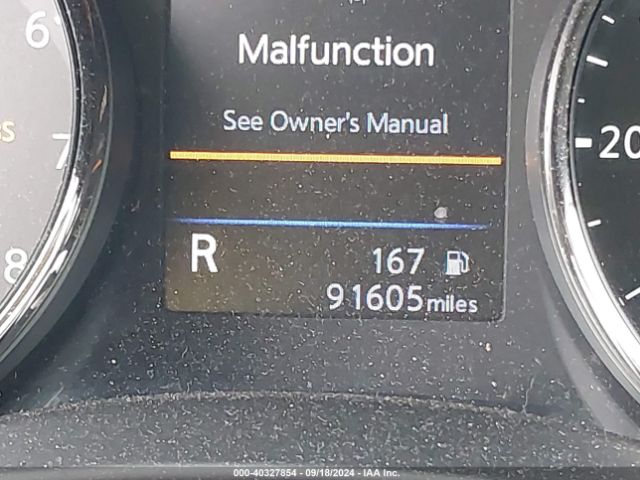 6
Malfunction
See Owner's Manual
7
20
8
R 167
91605 miles
000-40327854 - 09/18/2024 - IAA Inc.